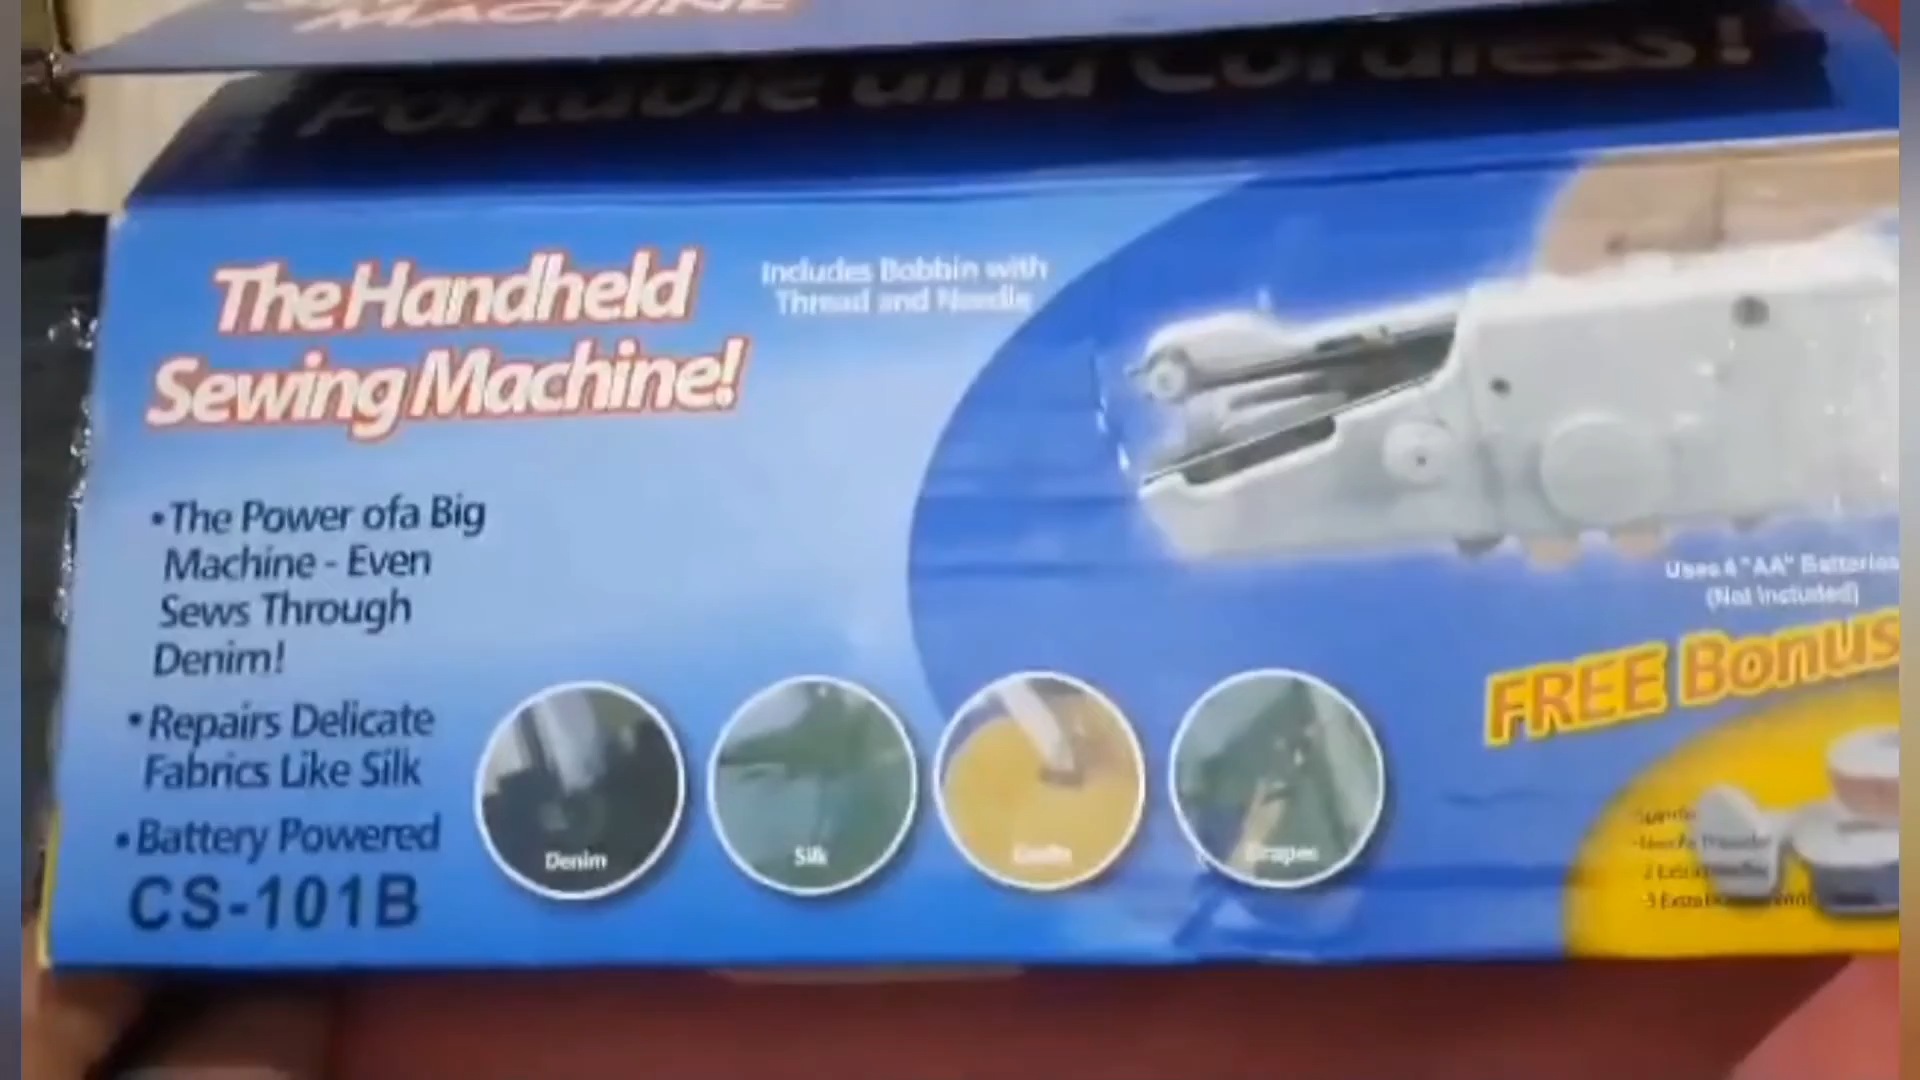 MACHINE
Portable and Cordless!
The Handheld
Sewing Machine!
Includes Bobbin with
Thread and Needle
• The Power ofa Big
Machine - Even
Sews Through
Denim!
• Repairs Delicate
Fabrics Like Silk
• Battery Powered
CS-101B
Denim
Silk
Drapes
Uses 4 "AA" Batteries
(Not Included)
FREE Bonus